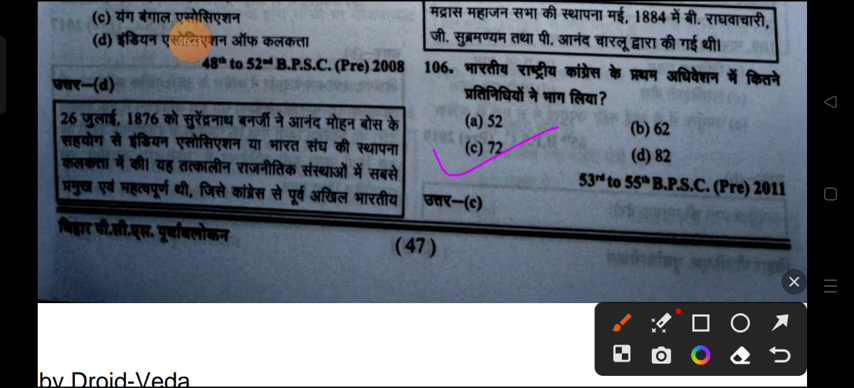 (c) यंग बंगाल एसोसिएशन
(d) इंडियन ऑफ कलकत्ता
48th to 52nd B.P.S.C. (Pre) 2008
उत्तर–(d)
26 जुलाई, 1876 को सुरेंद्रनाथ बनर्जी ने आनंद मोहन बोस के
सहयोग से इंडियन एसोसिएशन या भारत संघ की स्थापना
कलकत्ता में की। यह तत्कालीन राजनीतिक संस्थाओं में सबसे
प्रमुख एवं महत्वपूर्ण थी, जिसे कांग्रेस से पूर्व अखिल भारतीय
मद्रास महाजन सभा की स्थापना मई, 1884 में बी. राघवाचारी,
जी. सुब्रमण्यम तथा पी. आनंद चारलू द्वारा की गई थी।
106. भारतीय राष्ट्रीय कांग्रेस के प्रथम अधिवेशन में कितने
प्रतिनिधियों ने भाग लिया?
(a) 52
(b) 62
(c) 72
(d) 82
53rd to 55th B.P.S.C. (Pre) 2011
उत्तर–(c)
बिहार पी.सी.एस. पूर्वावलोकन
(47)
by Droid-Veda